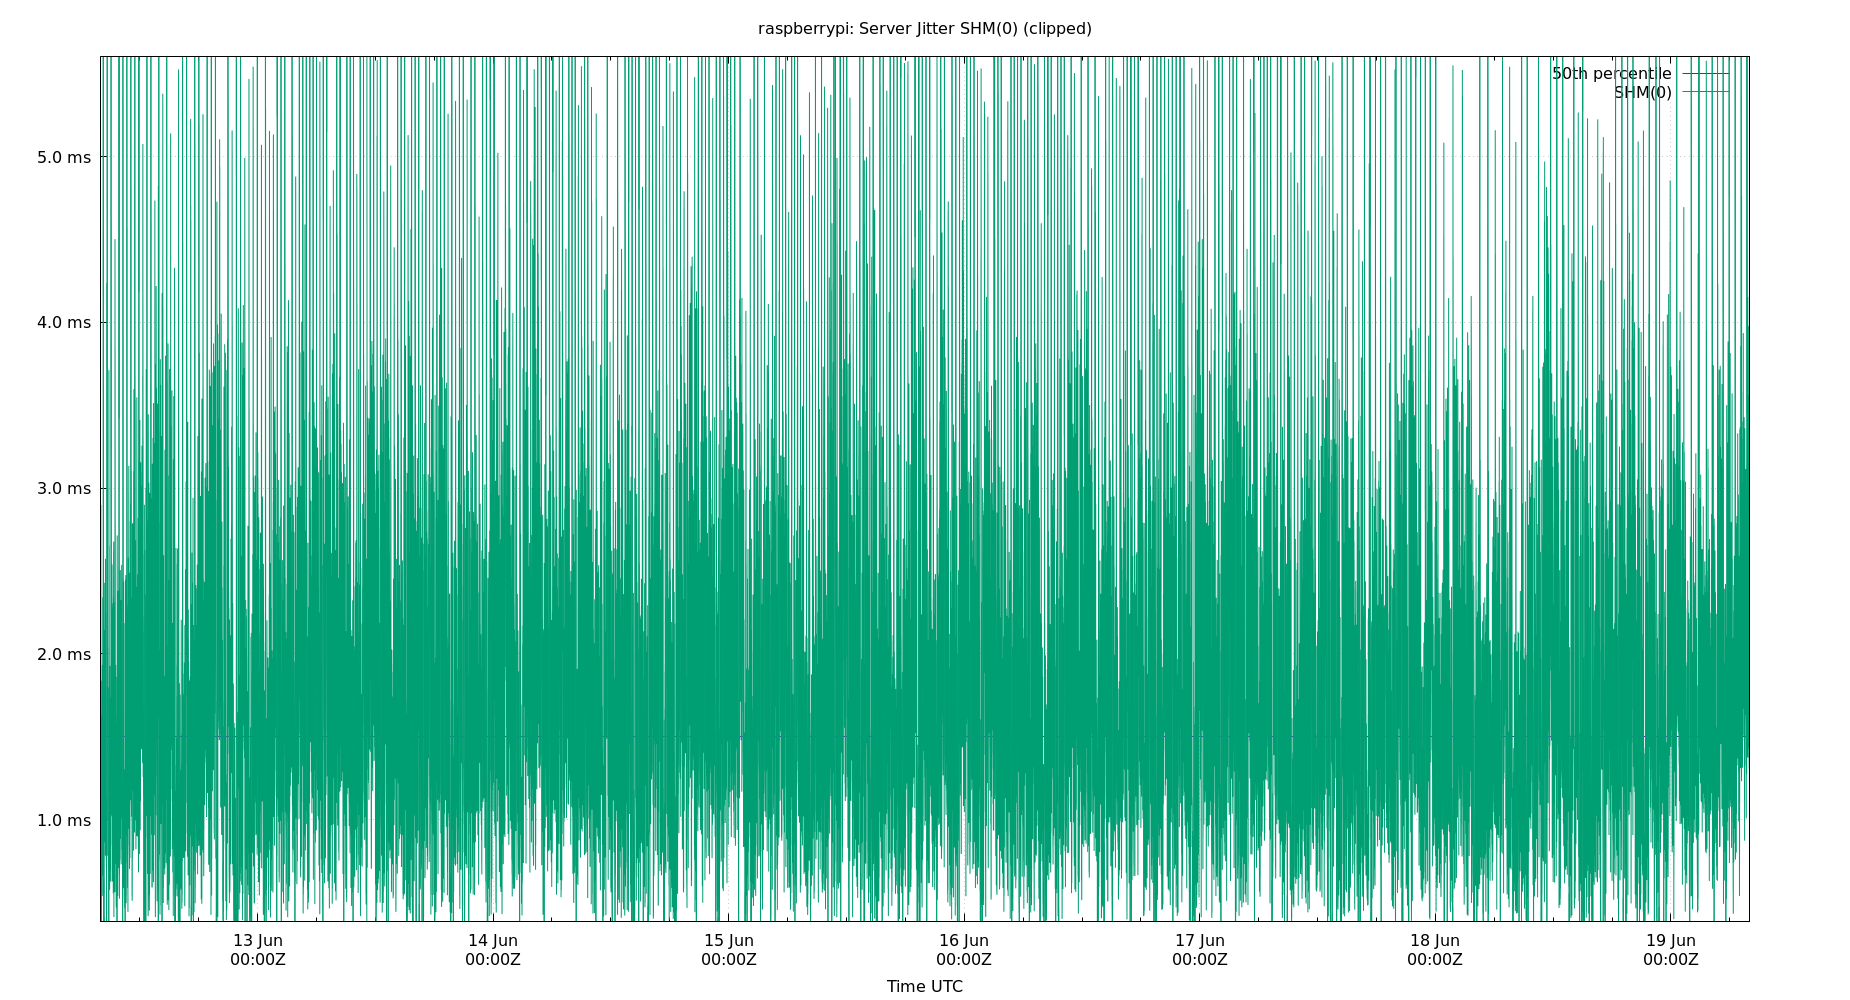 raspberrypi: Server Jitter SHM(0) (clipped)
50th percentile
SHM(0)
5.0 ms
4.0 ms
3.0 ms
2.0 ms
1.0 ms
13 Jun 14 Jun 15 Jun 16 Jun 17 Jun 18 Jun 19 Jun
00:00Z 00:00Z 00:00Z 00:00Z 00:00Z 00:00Z 00:00Z
Time UTC